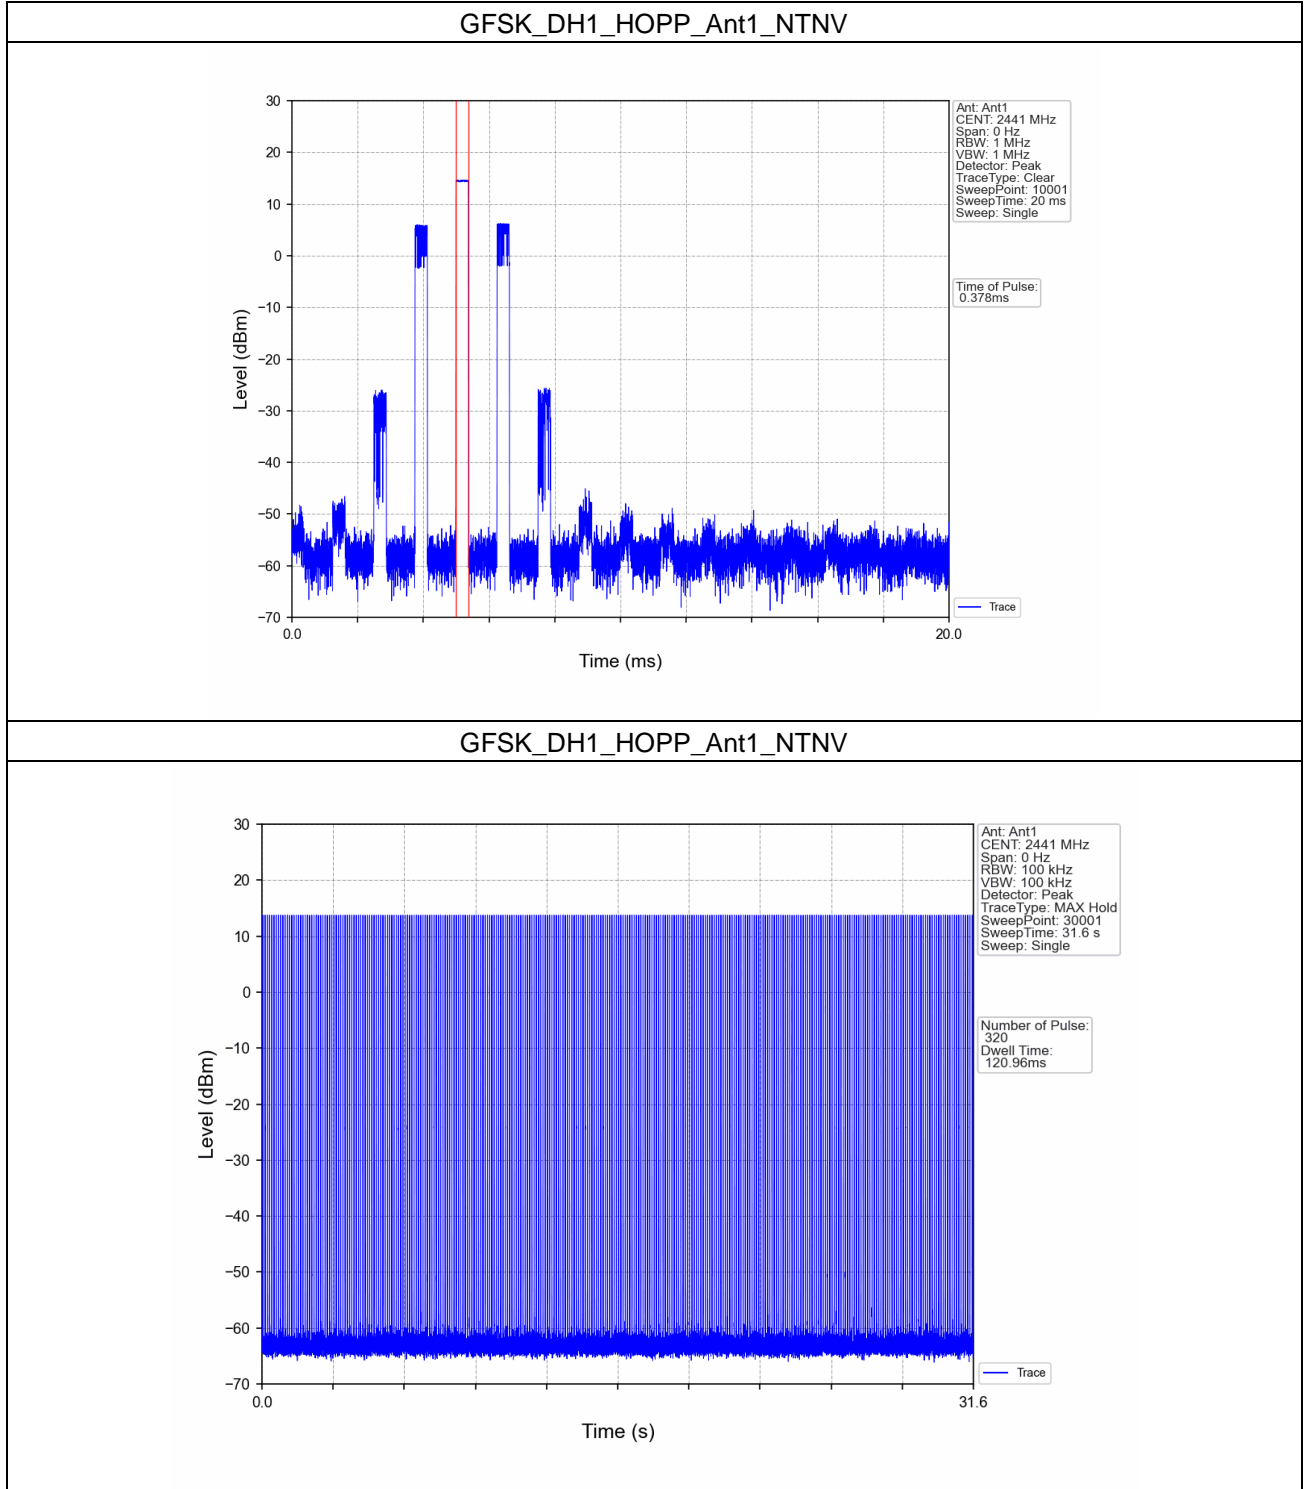 GFSK_DH1_HOPP_Ant1_NTNV
30
20
10
0
−10
−20
−30
−40
−50
−60
−70
Level (dBm)
0.0
20.0
Time (ms)
Ant: Ant1
CENT: 2441 MHz
Span: 0 Hz
RBW: 1 MHz
VBW: 1 MHz
Detector: Peak
TraceType: Clear
SweepPoint: 10001
SweepTime: 20 ms
Sweep: Single
Time of Pulse:
0.378ms
Trace
GFSK_DH1_HOPP_Ant1_NTNV
30
20
10
0
−10
−20
−30
−40
−50
−60
−70
Level (dBm)
0.0
31.6
Time (s)
Ant: Ant1
CENT: 2441 MHz
Span: 0 Hz
RBW: 100 kHz
VBW: 100 kHz
Detector: Peak
TraceType: MAX Hold
SweepPoint: 30001
SweepTime: 31.6 s
Sweep: Single
Number of Pulse:
320
Dwell Time:
120.96ms
Trace